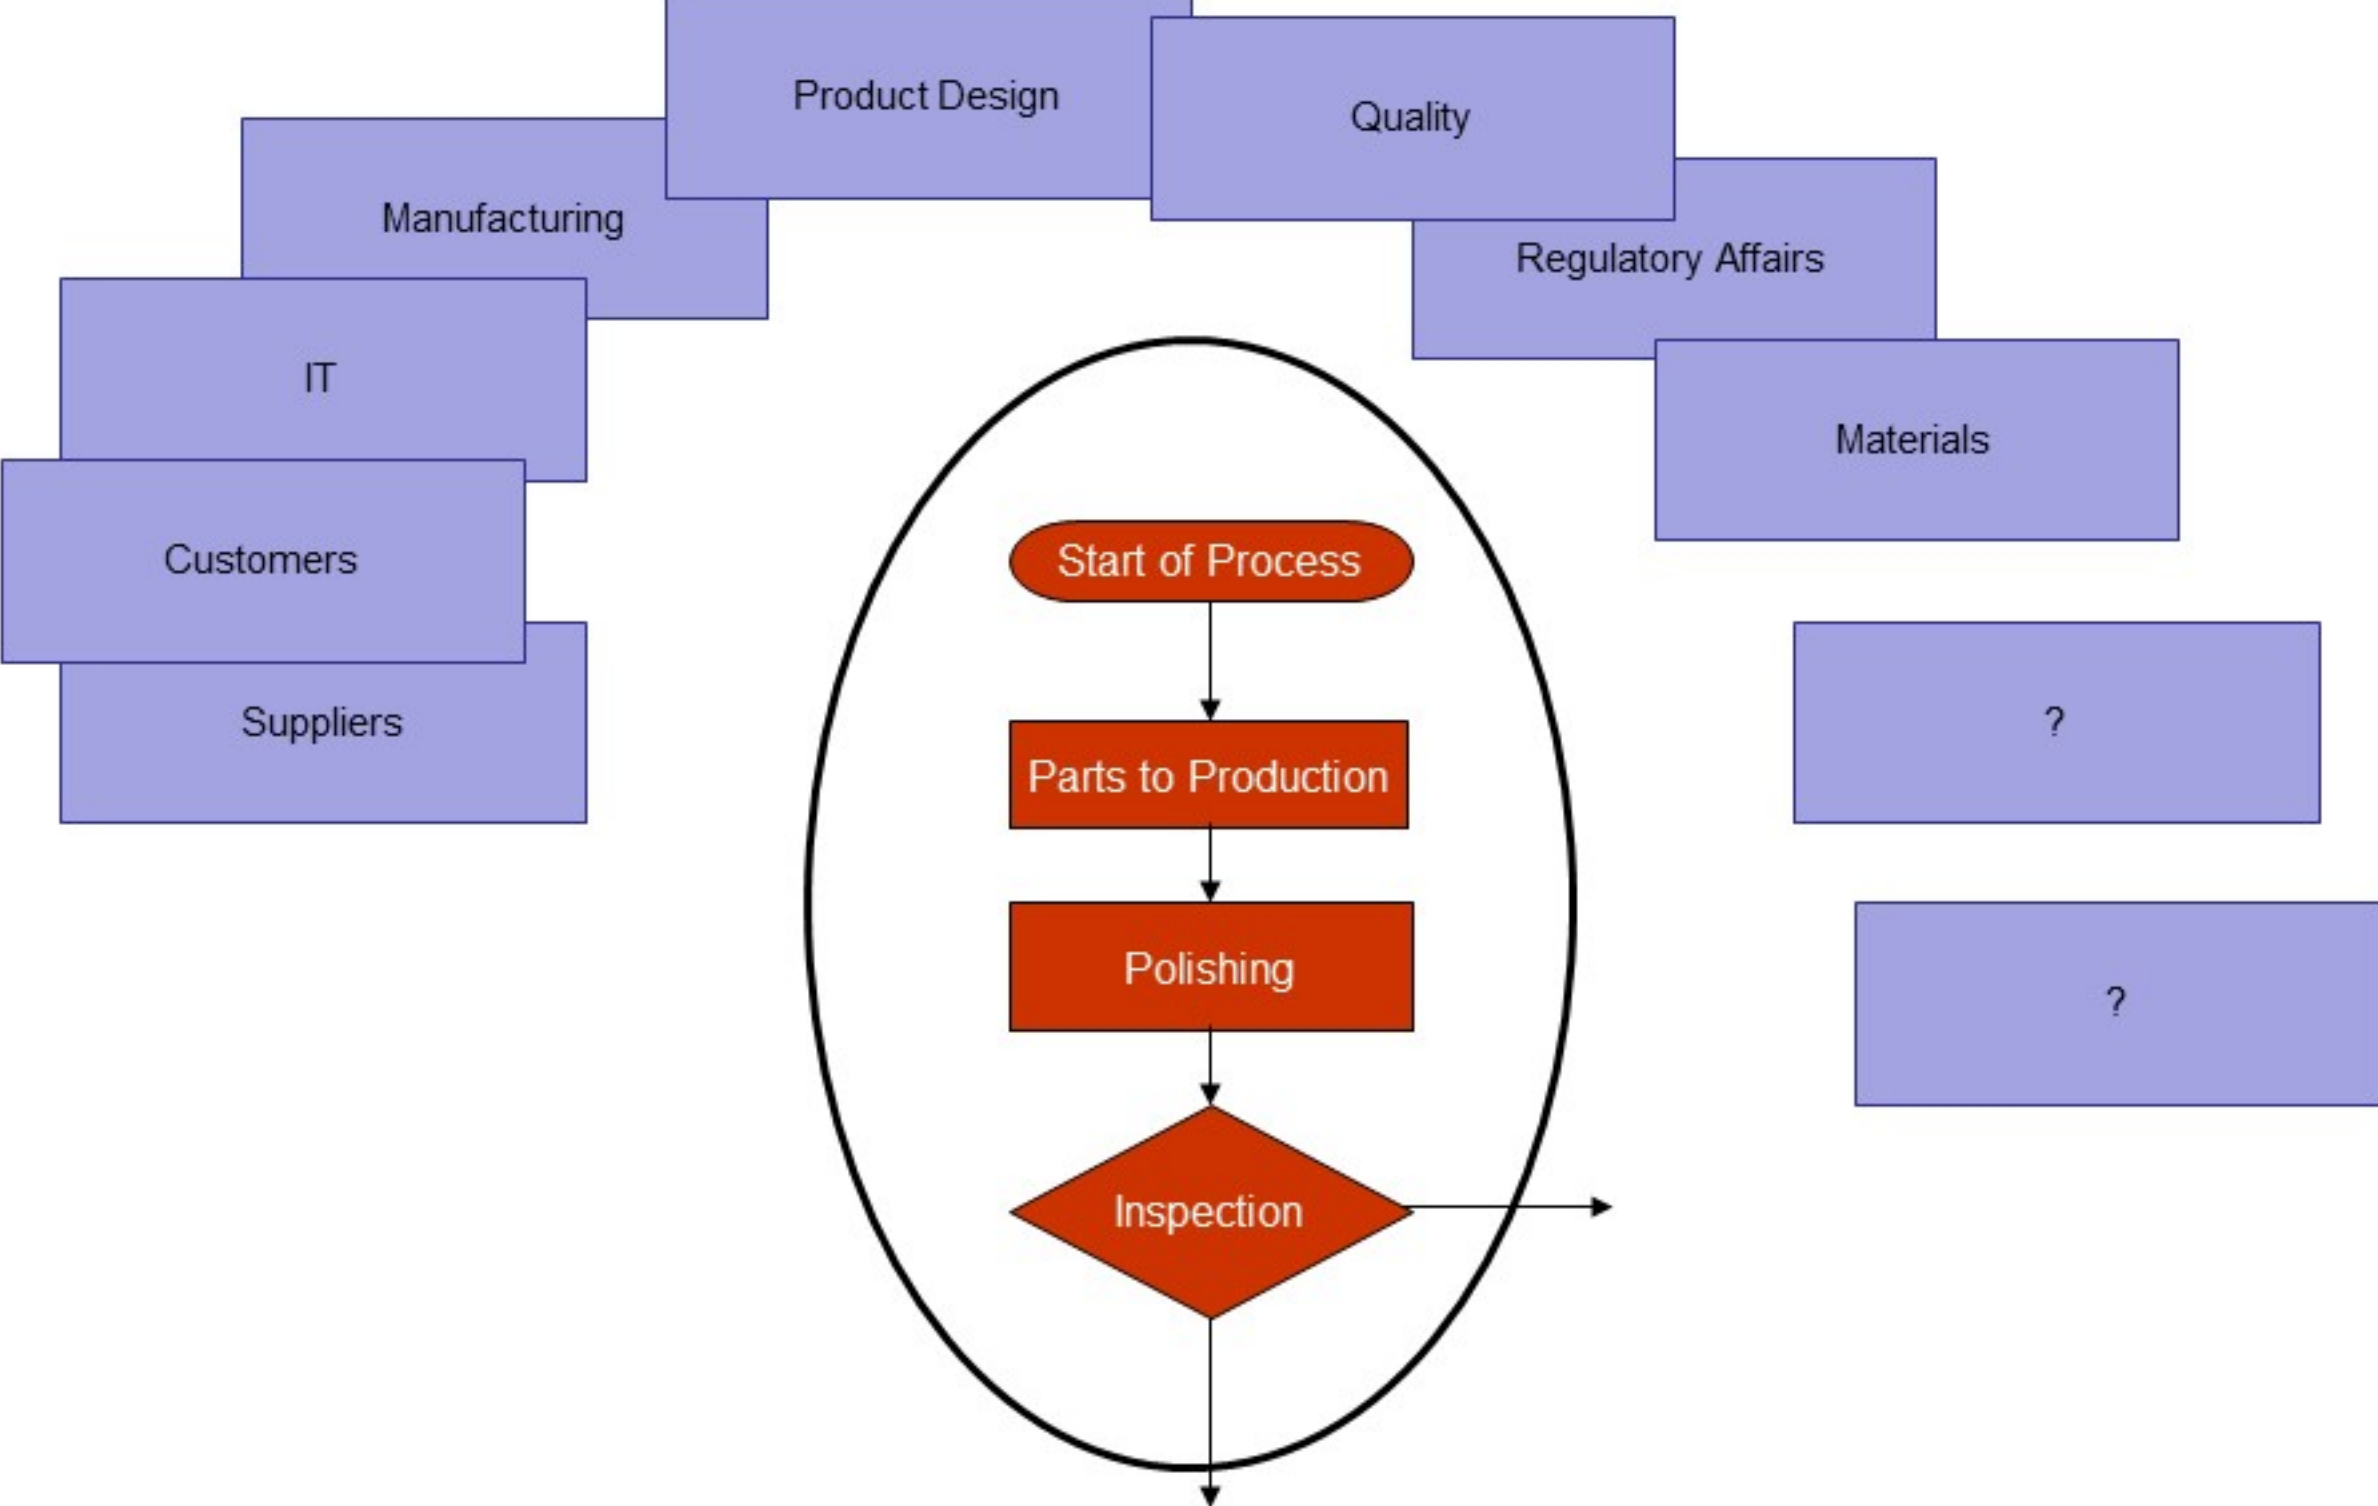 Product Design
Quality
Manufacturing
Regulatory Affairs
IT
Materials
Customers
Start of Process
Suppliers
?
Parts to Production
Polishing
?
Inspection